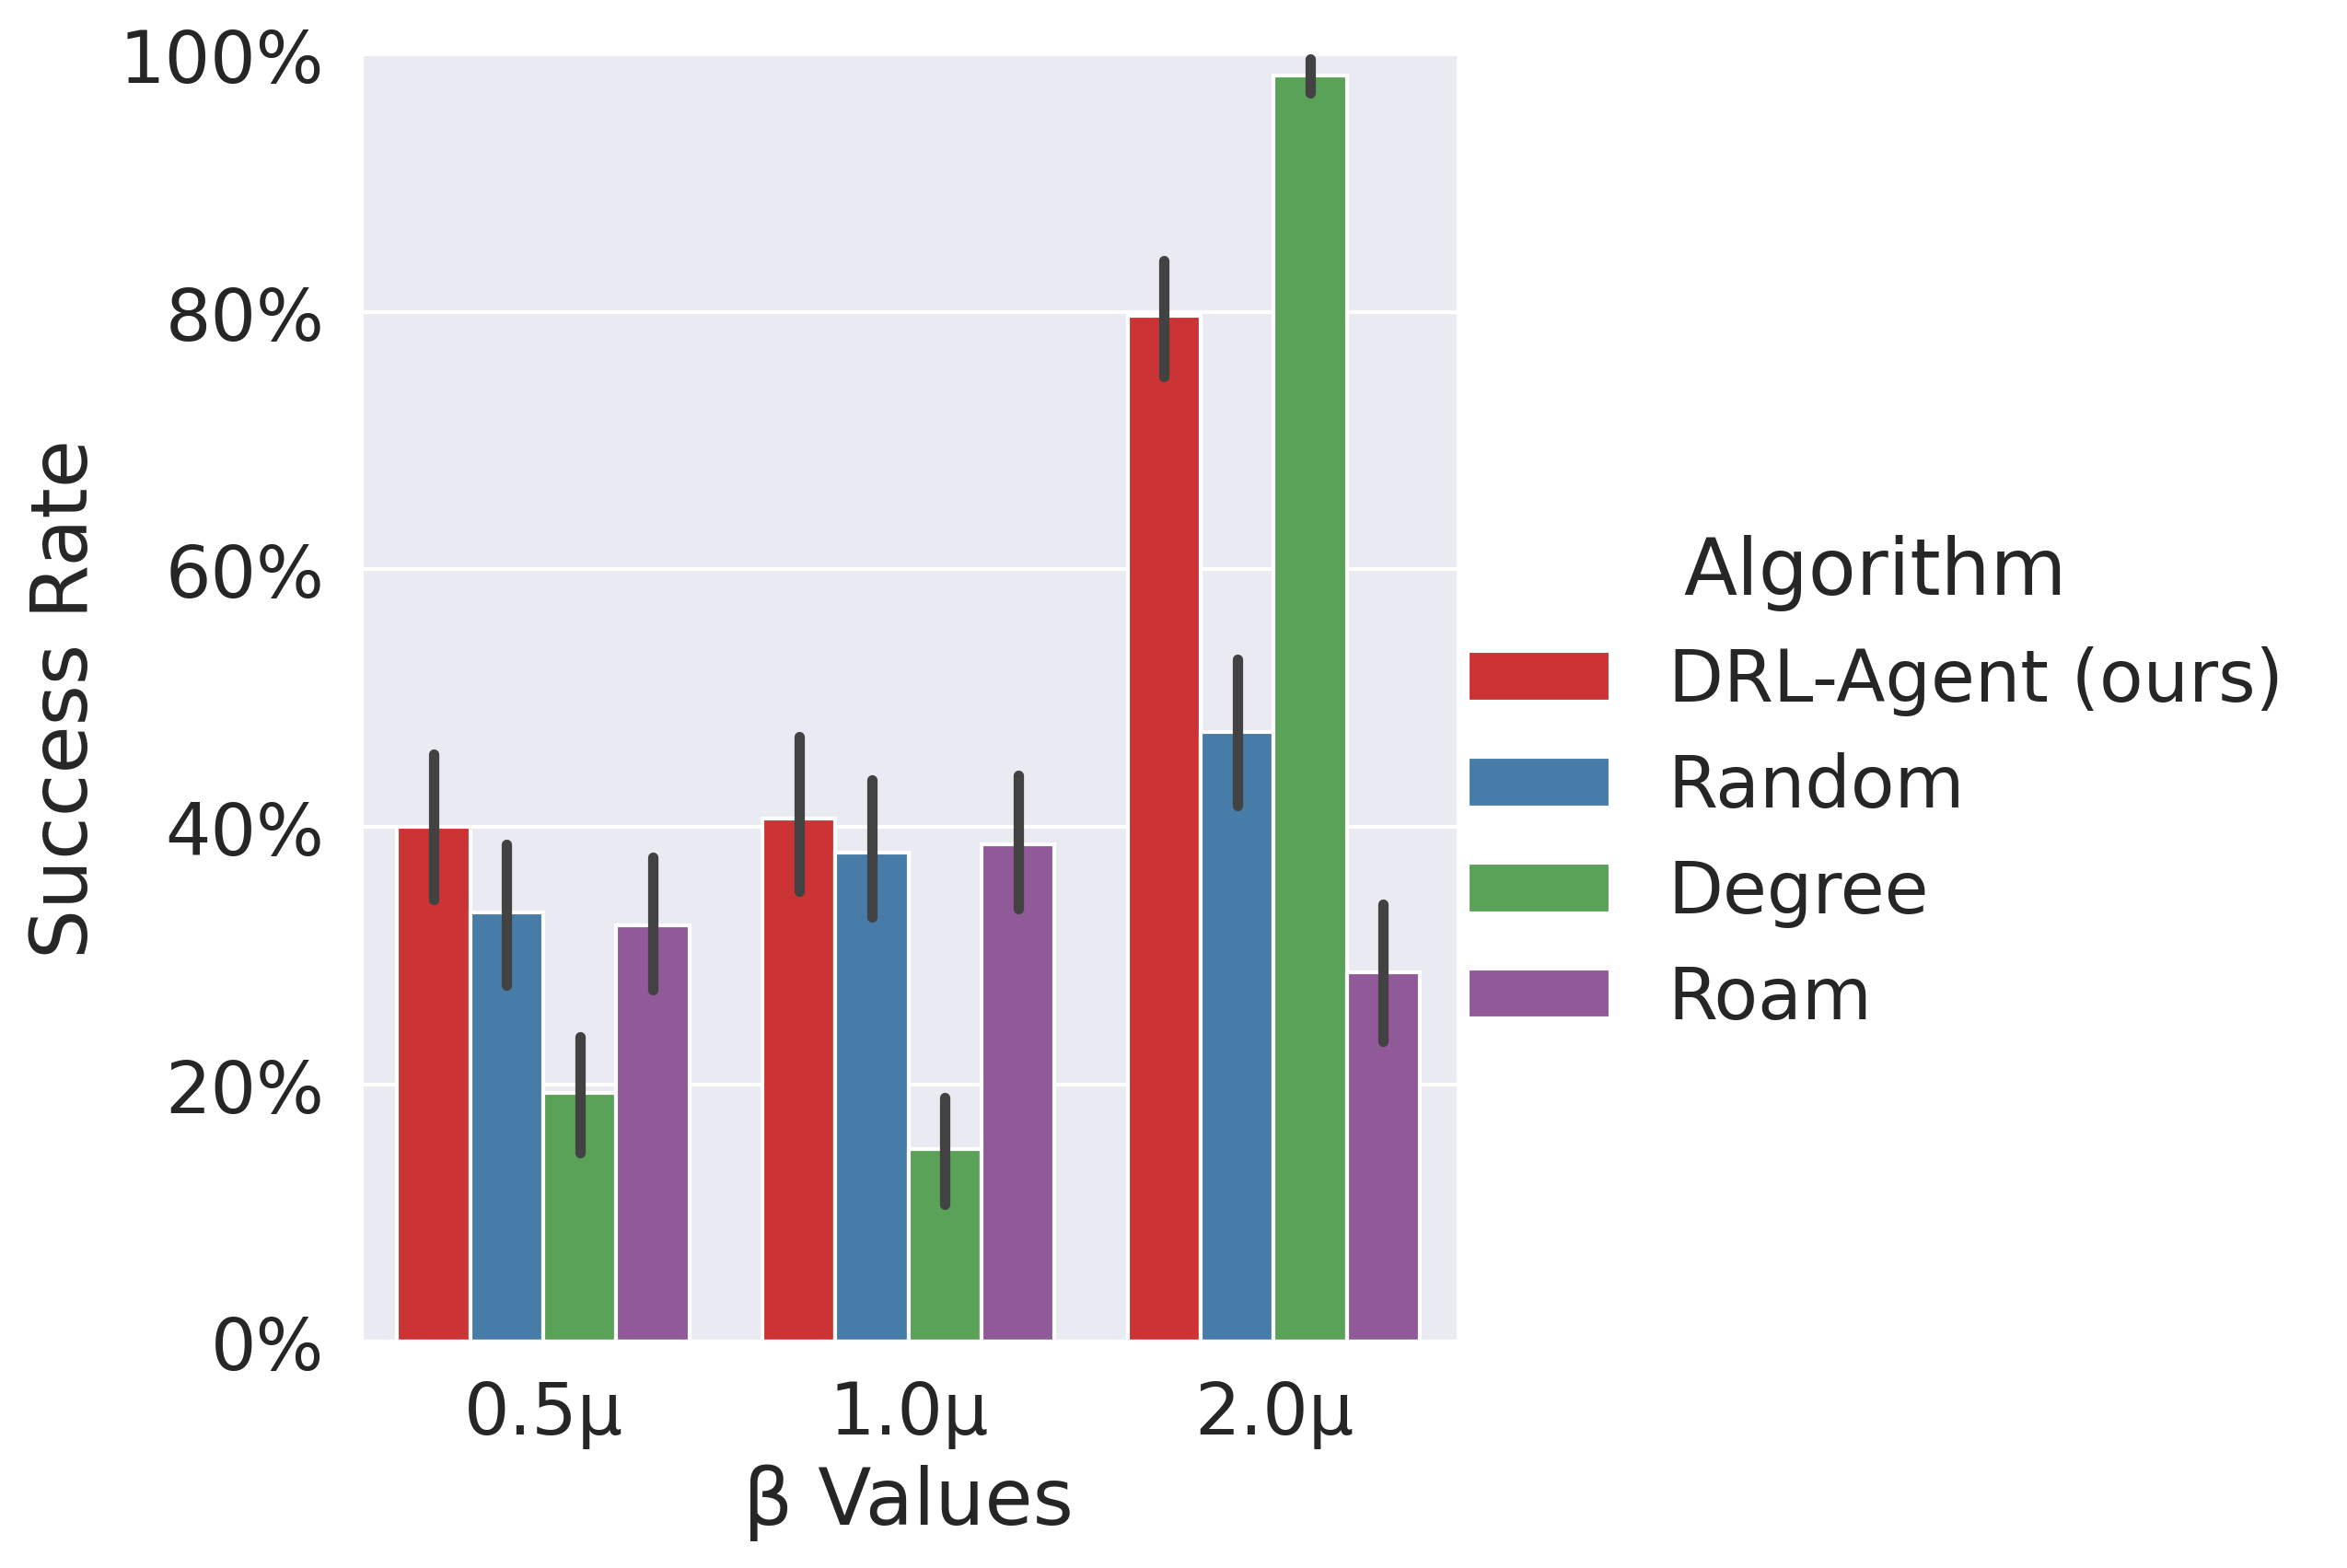 100%
80%
60%
40%
20%
0%
Success Rate
0.5μ 1.0μ 2.0μ
β Values
Algorithm
DRL-Agent (ours)
Random
Degree
Roam